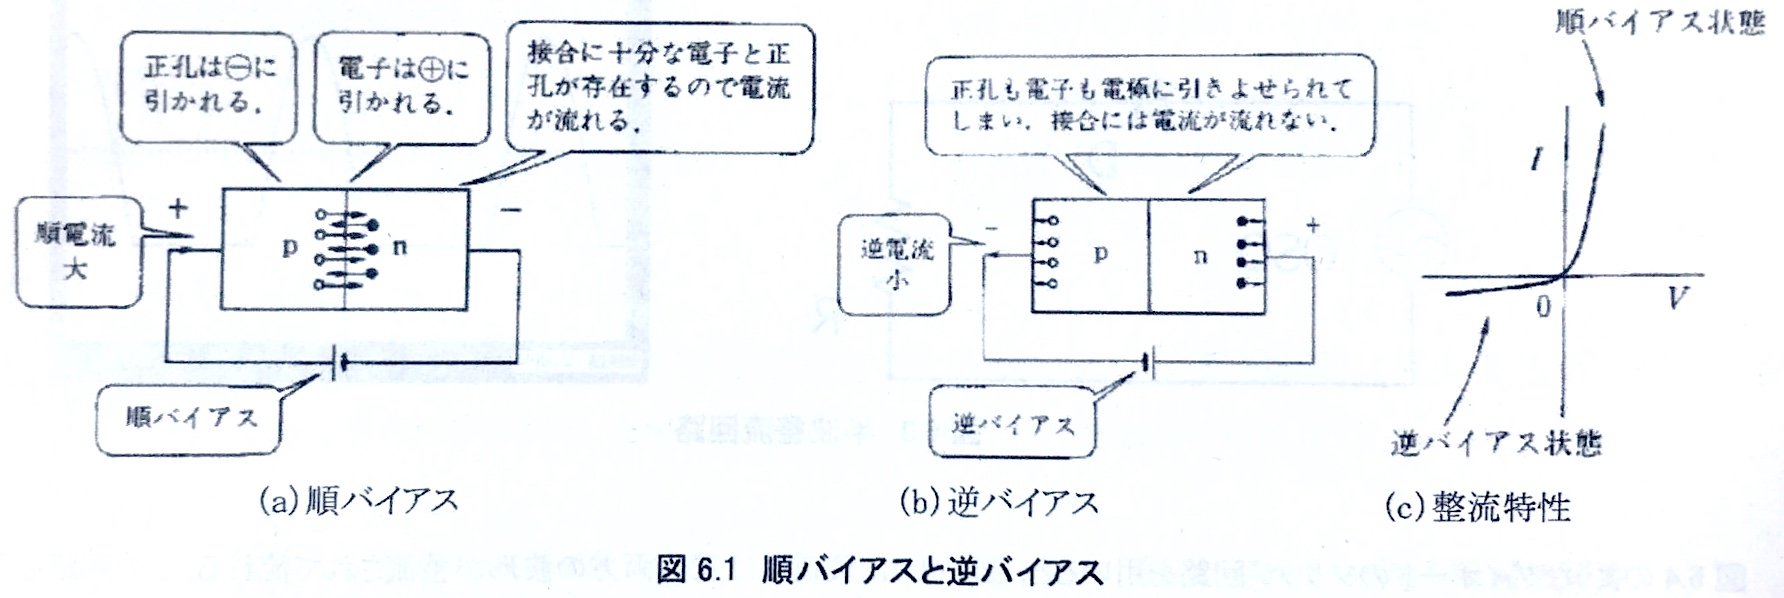 正孔は⊖に
引かれる．
電子は⊕に
引かれる．
接合に十分な電子と正
孔が存在するので電流
が流れる．
順電流
大
+
−
p
n
順バイアス
(a)順バイアス
正孔も電子も電極に引きよせられて
しまい，接合には電流が流れない．
逆電流
小
−
+
p
n
逆バイアス
(b)逆バイアス
順バイアス状態
I
0
V
逆バイアス状態
(c)整流特性
図 6.1 順バイアスと逆バイアス